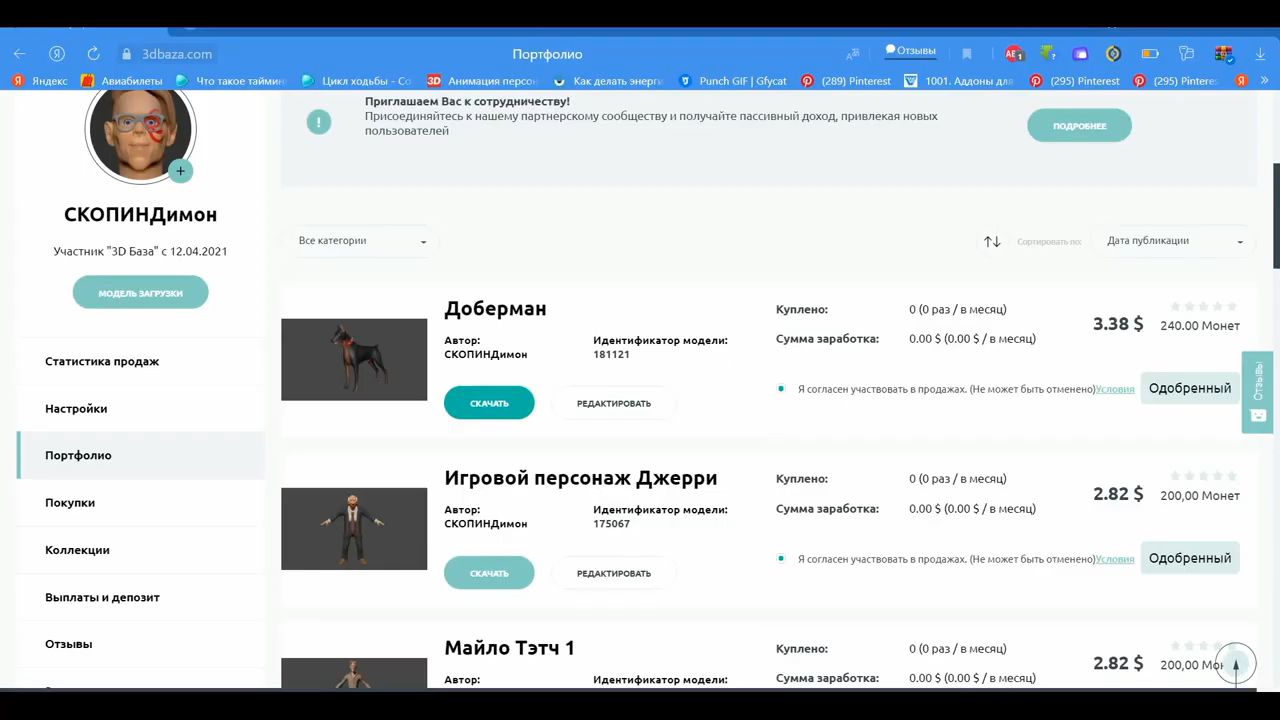 3dbaza.com
Портфолио
Отзывы
Яндекс
Авиабилеты
Что такое таймин
Цикл ходьбы - Со
Анимация персон
Как делать энерги
Punch GIF | Gfycat
(289) Pinterest
1001. Аддоны для
(295) Pinterest
(295) Pinteres
Приглашаем Вас к сотрудничеству!
Присоединяйтесь к нашему партнерскому сообществу и получайте пассивный доход, привлекая новых
пользователей
ПОДРОБНЕЕ
СКОПИНДимон
Участник "3D База" с 12.04.2021
МОДЕЛЬ ЗАГРУЗКИ
Статистика продаж
Настройки
Портфолио
Покупки
Коллекции
Выплаты и депозит
Отзывы
Все категории
Сортировать по:
Дата публикации
Доберман
Автор:
СКОПИНДимон
Идентификатор модели:
181121
СКАЧАТЬ
РЕДАКТИРОВАТЬ
Куплено:
0 (0 раз / в месяц)
Сумма заработка:
0.00 $ (0.00 $ / в месяц)
3.38 $
240.00 Монет
Я согласен участвовать в продажах. (Не может быть отменено)Условия
Одобренный
Отзывы
Игровой персонаж Джерри
Автор:
СКОПИНДимон
Идентификатор модели:
175067
СКАЧАТЬ
РЕДАКТИРОВАТЬ
Куплено:
0 (0 раз / в месяц)
Сумма заработка:
0.00 $ (0.00 $ / в месяц)
2.82 $
200,00 Монет
Я согласен участвовать в продажах. (Не может быть отменено)Условия
Одобренный
Майло Тэтч 1
Автор:
Идентификатор модели:
Куплено:
0 (0 раз / в месяц)
Сумма заработка:
0.00 $ (0.00 $ / в месяц)
2.82 $
200,00